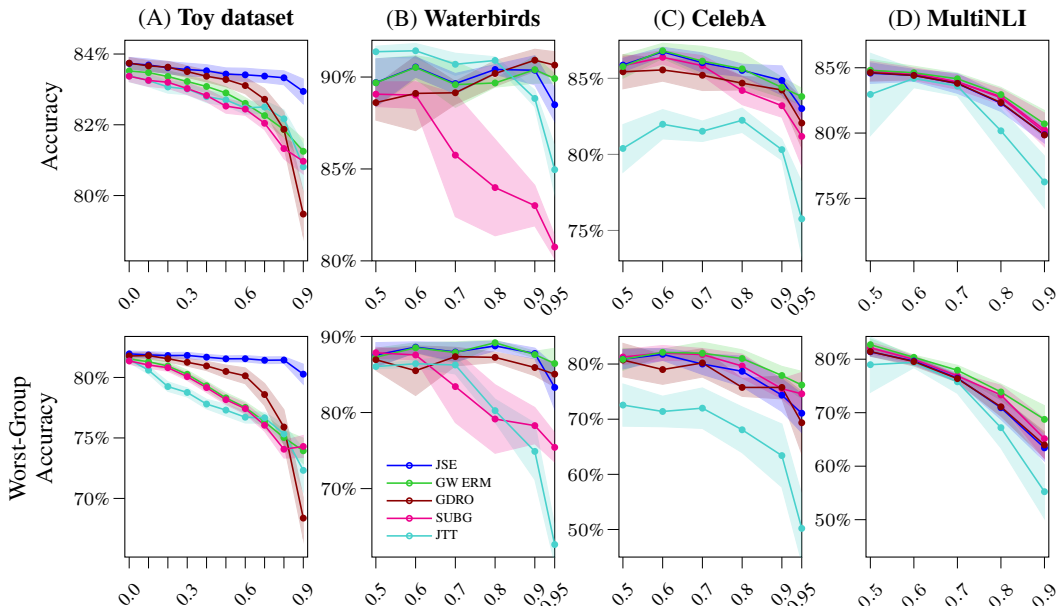 (A) Toy dataset (B) Waterbirds (C) CelebA (D) MultiNLI
Accuracy
84%
82%
80%
90%
85%
80%
85%
80%
75%
85%
80%
75%
0.0 0.3 0.6 0.9
0.5 0.6 0.7 0.8 0.9 0.95
0.5 0.6 0.7 0.8 0.9 0.95
0.5 0.6 0.7 0.8 0.9
Worst-Group
Accuracy
80%
75%
70%
90%
80%
70%
80%
70%
60%
50%
80%
70%
60%
50%
JSE
GW ERM
GDRO
SUBG
JTT
0.0 0.3 0.6 0.9
0.5 0.6 0.7 0.8 0.9 0.95
0.5 0.6 0.7 0.8 0.9 0.95
0.5 0.6 0.7 0.8 0.9